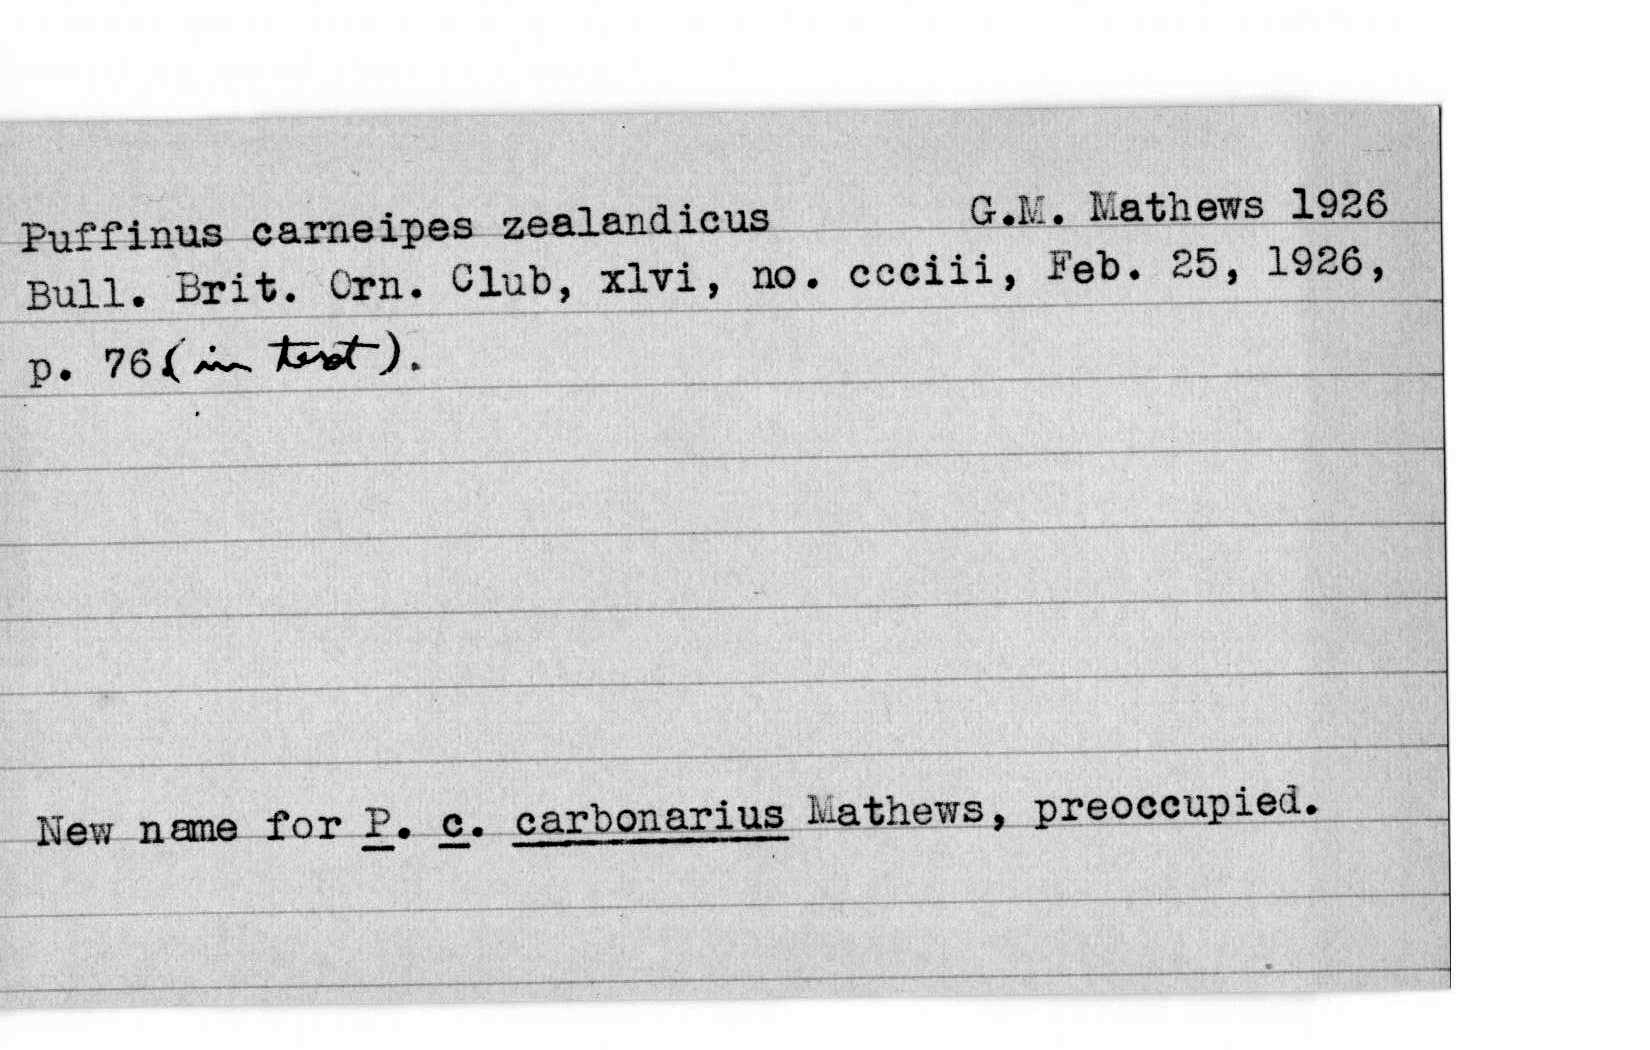 Puffinus carneipes zealandicus G.M. Mathews 1926
Bull. Brit. Orn. Club, xlvi, no. ccciii, Feb. 25, 1926,
p. 76 (in text).
New name for P. c. carbonarius Mathews, preoccupied.